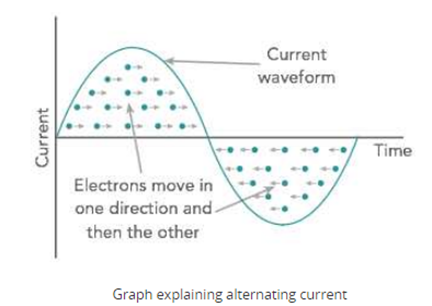 Current
waveform
Current
Time
Electrons move in
one direction and
then the other
Graph explaining alternating current